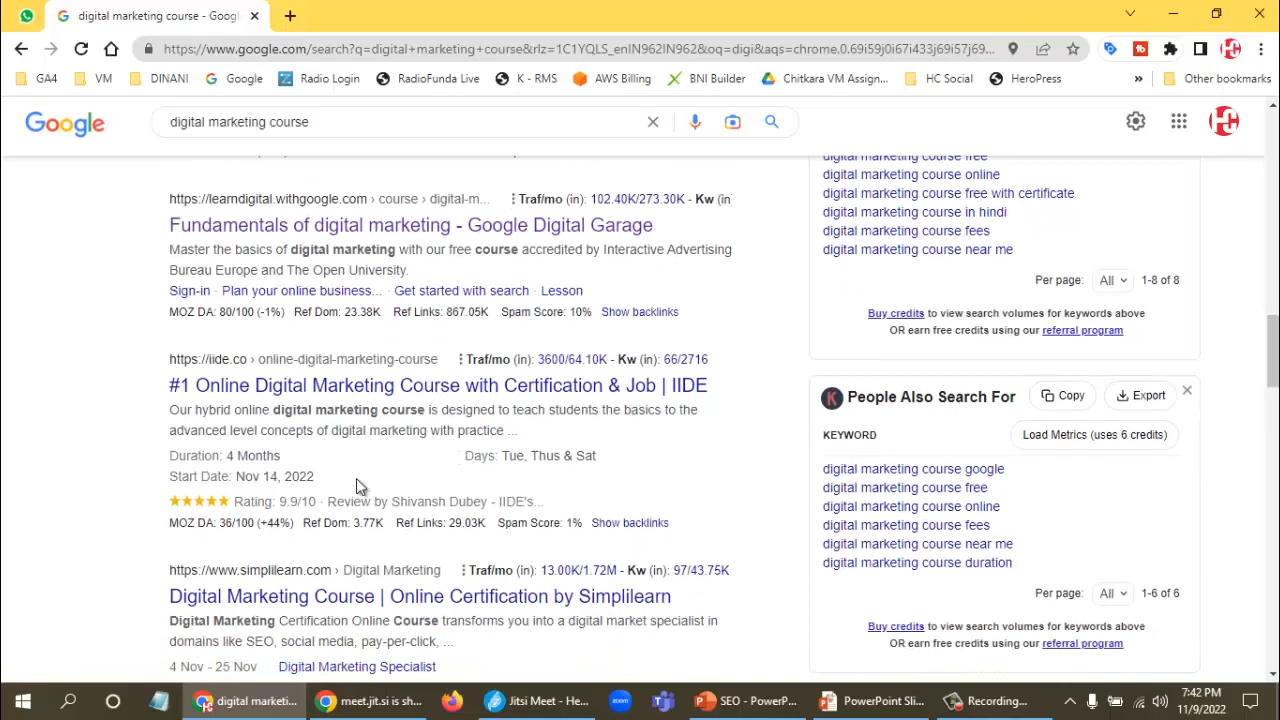 digital marketing course - Googl
https://www.google.com/search?q=digital+marketing+course&rlz=1C1YQLS_enIN962IN962&oq=digi&aqs=chrome.0.69i59j0i67i433j69i57j69...
GA4 VM DINANI Google Radio Login RadioFunda Live K - RMS AWS Billing BNI Builder Chitkara VM Assign... HC Social HeroPress » Other bookmarks
Google digital marketing course
https://learndigital.withgoogle.com › course › digital-m... Traf/mo (in): 102.40K/273.30K - Kw (in
Fundamentals of digital marketing - Google Digital Garage
Master the basics of digital marketing with our free course accredited by Interactive Advertising
Bureau Europe and The Open University.
Sign-in · Plan your online business... · Get started with search · Lesson
MOZ DA: 80/100 (-1%) Ref Dom: 23.38K Ref Links: 867.05K Spam Score: 10% Show backlinks
https://iide.co › online-digital-marketing-course Traf/mo (in): 3600/64.10K - Kw (in): 66/2716
#1 Online Digital Marketing Course with Certification & Job | IIDE
Our hybrid online digital marketing course is designed to teach students the basics to the
advanced level concepts of digital marketing with practice ...
Duration: 4 Months Days: Tue, Thus & Sat
Start Date: Nov 14, 2022
Rating: 9.9/10 · Review by Shivansh Dubey - IIDE's...
MOZ DA: 36/100 (+44%) Ref Dom: 3.77K Ref Links: 29.03K Spam Score: 1% Show backlinks
https://www.simplilearn.com › Digital Marketing Traf/mo (in): 13.00K/1.72M - Kw (in): 97/43.75K
Digital Marketing Course | Online Certification by Simplilearn
Digital Marketing Certification Online Course transforms you into a digital market specialist in
domains like SEO, social media, pay-per-click, ...
4 Nov - 25 Nov Digital Marketing Specialist
digital marketing course free
digital marketing course online
digital marketing course free with certificate
digital marketing course in hindi
digital marketing course fees
digital marketing course near me
Per page: All 1-8 of 8
Buy credits to view search volumes for keywords above
OR earn free credits using our referral program
K People Also Search For Copy Export
KEYWORD Load Metrics (uses 6 credits)
digital marketing course google
digital marketing course free
digital marketing course online
digital marketing course fees
digital marketing course near me
digital marketing course duration
Per page: All 1-6 of 6
Buy credits to view search volumes for keywords above
OR earn free credits using our referral program
digital marketi... meet.jit.si is sh... Jitsi Meet - He... zoom SEO - PowerP... PowerPoint Sli... Recording...
7:42 PM
11/9/2022